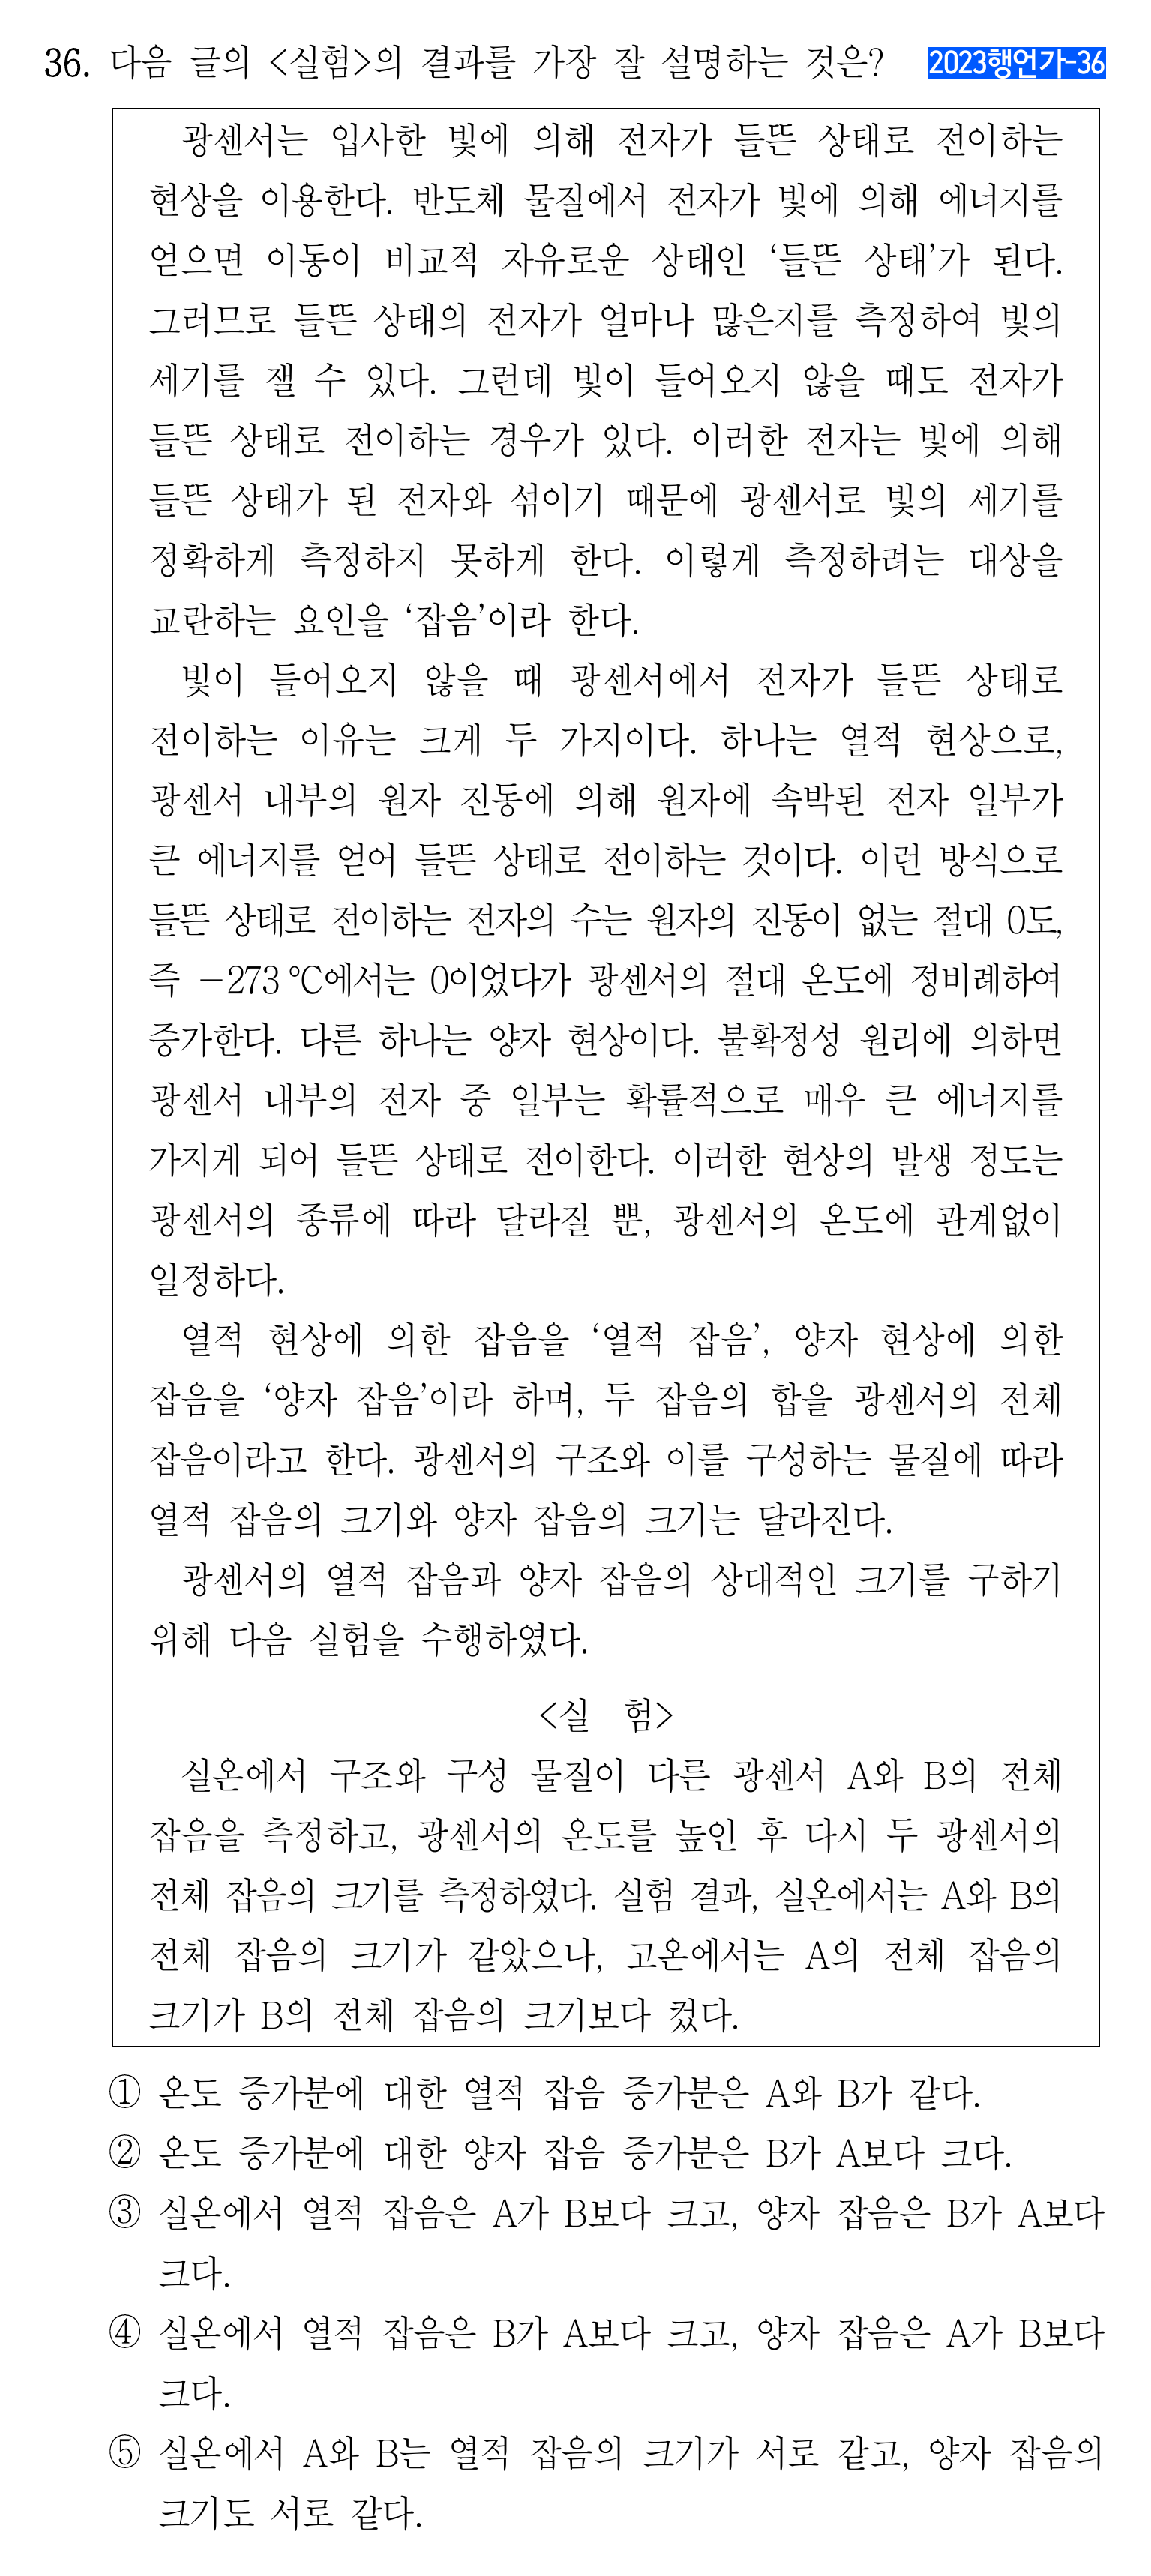 36. 다음 글의 <실험>의 결과를 가장 잘 설명하는 것은? 2023행언가-36
광센서는 입사한 빛에 의해 전자가 들뜬 상태로 전이하는
현상을 이용한다. 반도체 물질에서 전자가 빛에 의해 에너지를
얻으면 이동이 비교적 자유로운 상태인 ‘들뜬 상태’가 된다.
그러므로 들뜬 상태의 전자가 얼마나 많은지를 측정하여 빛의
세기를 잴 수 있다. 그런데 빛이 들어오지 않을 때도 전자가
들뜬 상태로 전이하는 경우가 있다. 이러한 전자는 빛에 의해
들뜬 상태가 된 전자와 섞이기 때문에 광센서로 빛의 세기를
정확하게 측정하지 못하게 한다. 이렇게 측정하려는 대상을
교란하는 요인을 ‘잡음’이라 한다.
빛이 들어오지 않을 때 광센서에서 전자가 들뜬 상태로
전이하는 이유는 크게 두 가지이다. 하나는 열적 현상으로,
광센서 내부의 원자 진동에 의해 원자에 속박된 전자 일부가
큰 에너지를 얻어 들뜬 상태로 전이하는 것이다. 이런 방식으로
들뜬 상태로 전이하는 전자의 수는 원자의 진동이 없는 절대 0도,
즉 −273 ℃에서는 0이었다가 광센서의 절대 온도에 정비례하여
증가한다. 다른 하나는 양자 현상이다. 불확정성 원리에 의하면
광센서 내부의 전자 중 일부는 확률적으로 매우 큰 에너지를
가지게 되어 들뜬 상태로 전이한다. 이러한 현상의 발생 정도는
광센서의 종류에 따라 달라질 뿐, 광센서의 온도에 관계없이
일정하다.
열적 현상에 의한 잡음을 ‘열적 잡음’, 양자 현상에 의한
잡음을 ‘양자 잡음’이라 하며, 두 잡음의 합을 광센서의 전체
잡음이라고 한다. 광센서의 구조와 이를 구성하는 물질에 따라
열적 잡음의 크기와 양자 잡음의 크기는 달라진다.
광센서의 열적 잡음과 양자 잡음의 상대적인 크기를 구하기
위해 다음 실험을 수행하였다.
<실 험>
실온에서 구조와 구성 물질이 다른 광센서 A와 B의 전체
잡음을 측정하고, 광센서의 온도를 높인 후 다시 두 광센서의
전체 잡음의 크기를 측정하였다. 실험 결과, 실온에서는 A와 B의
전체 잡음의 크기가 같았으나, 고온에서는 A의 전체 잡음의
크기가 B의 전체 잡음의 크기보다 컸다.
① 온도 증가분에 대한 열적 잡음 증가분은 A와 B가 같다.
② 온도 증가분에 대한 양자 잡음 증가분은 B가 A보다 크다.
③ 실온에서 열적 잡음은 A가 B보다 크고, 양자 잡음은 B가 A보다
크다.
④ 실온에서 열적 잡음은 B가 A보다 크고, 양자 잡음은 A가 B보다
크다.
⑤ 실온에서 A와 B는 열적 잡음의 크기가 서로 같고, 양자 잡음의
크기도 서로 같다.